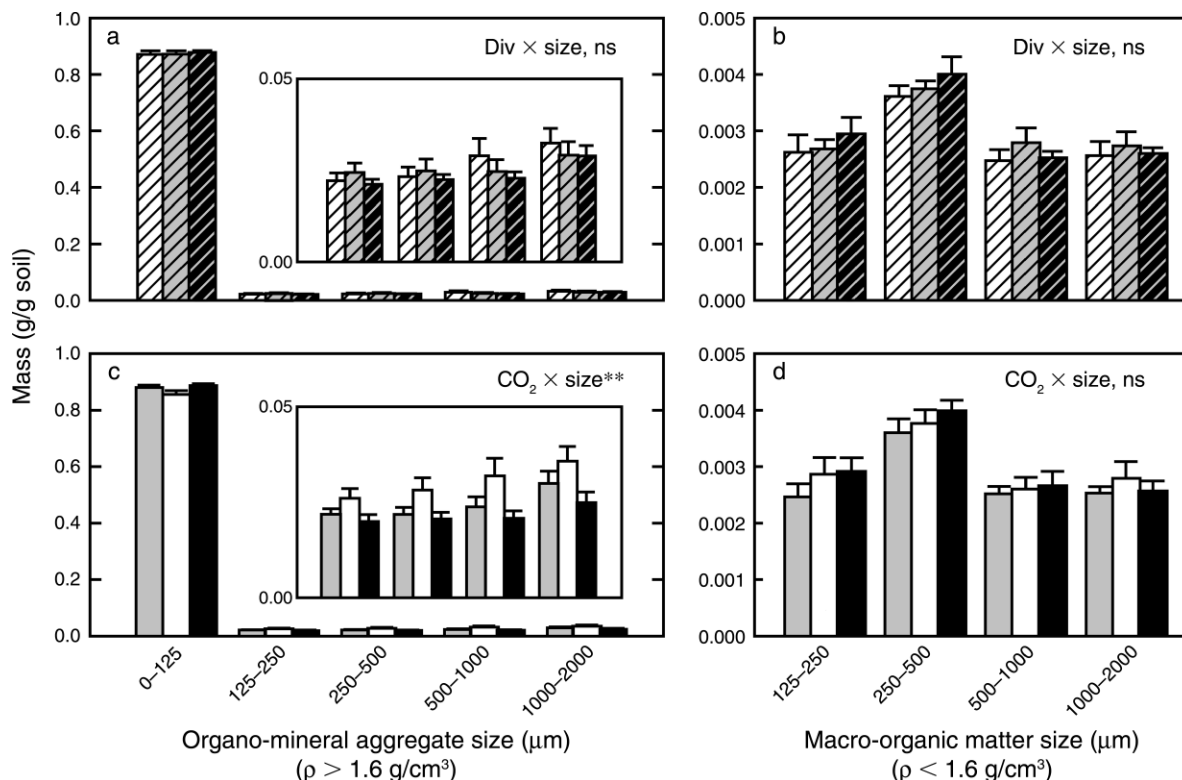 Mass (g/g soil)
a
Div × size, ns
1.0
0.8
0.6
0.4
0.2
0.0
0.05
0.00
b
Div × size, ns
0.005
0.004
0.003
0.002
0.001
0.000
c
CO₂ × size**
1.0
0.8
0.6
0.4
0.2
0.0
0.05
0.00
0–125
125–250
250–500
500–1000
1000–2000
Organo-mineral aggregate size (μm)
(ρ > 1.6 g/cm³)
d
CO₂ × size, ns
0.005
0.004
0.003
0.002
0.001
0.000
125–250
250–500
500–1000
1000–2000
Macro-organic matter size (μm)
(ρ < 1.6 g/cm³)